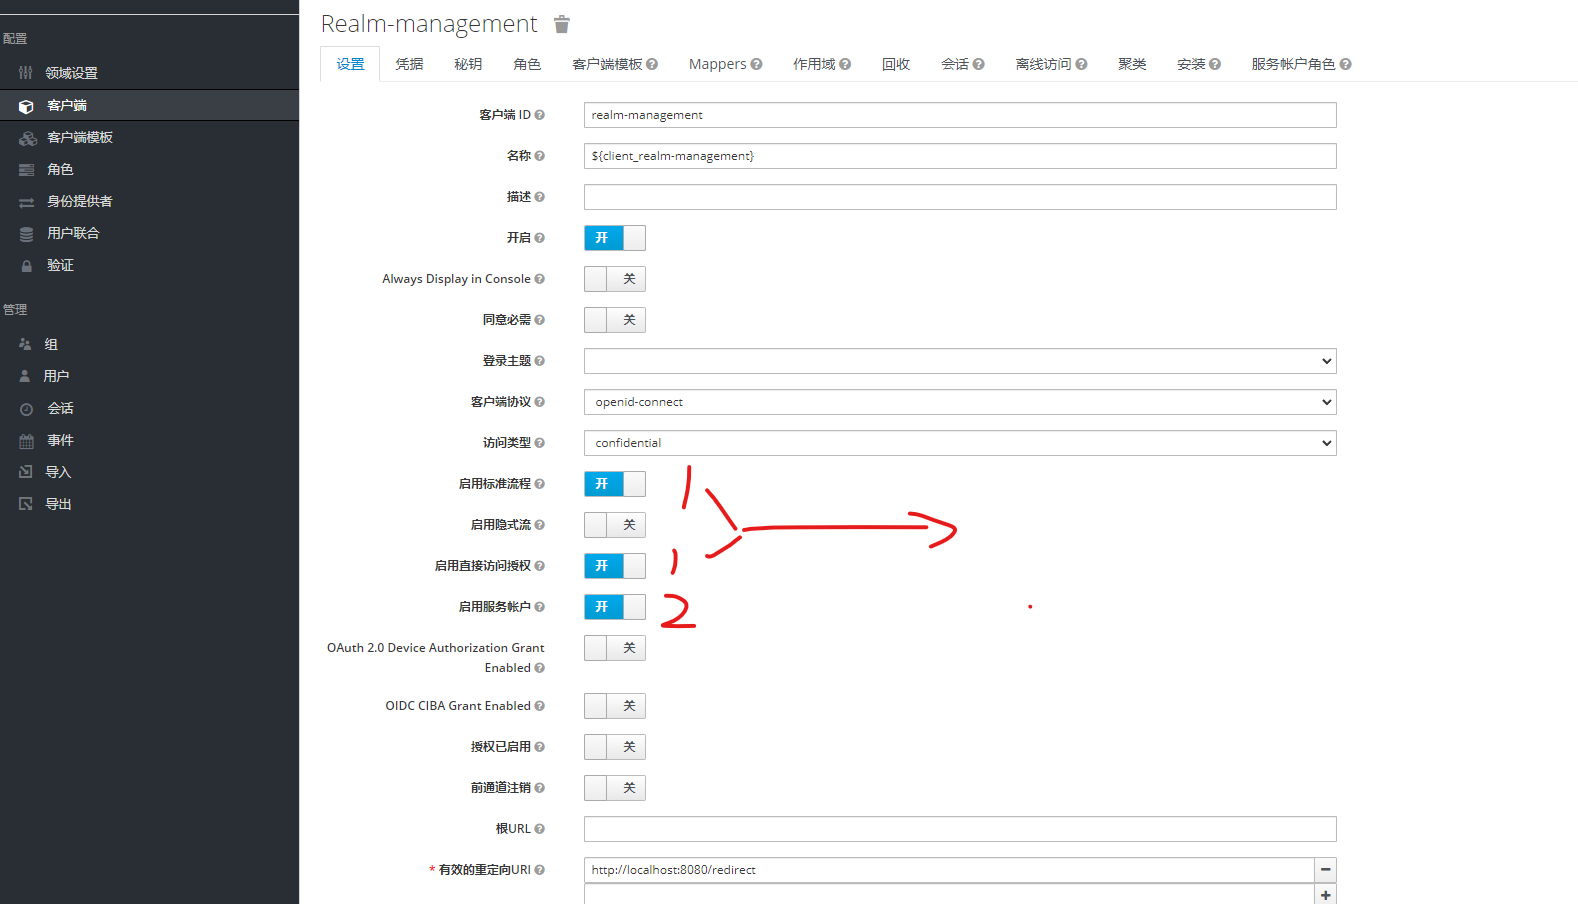 Realm-management
配置
领域设置
客户端
客户端模板
角色
身份提供者
用户联合
验证
管理
组
用户
会话
事件
导入
导出
设置 凭据 秘钥 角色 客户端模板 Mappers 作用域 回收 会话 离线访问 聚类 安装 服务帐户角色
客户端 ID realm-management
名称 ${client_realm-management}
描述
开启 开
Always Display in Console 关
同意必需 关
登录主题
客户端协议 openid-connect
访问类型 confidential
启用标准流程 开 1
启用隐式流 关
启用直接访问授权 开 1
启用服务帐户 开 2
OAuth 2.0 Device Authorization Grant
Enabled 关
OIDC CIBA Grant Enabled 关
授权已启用 关
前通道注销 关
根URL
* 有效的重定向URI http://localhost:8080/redirect